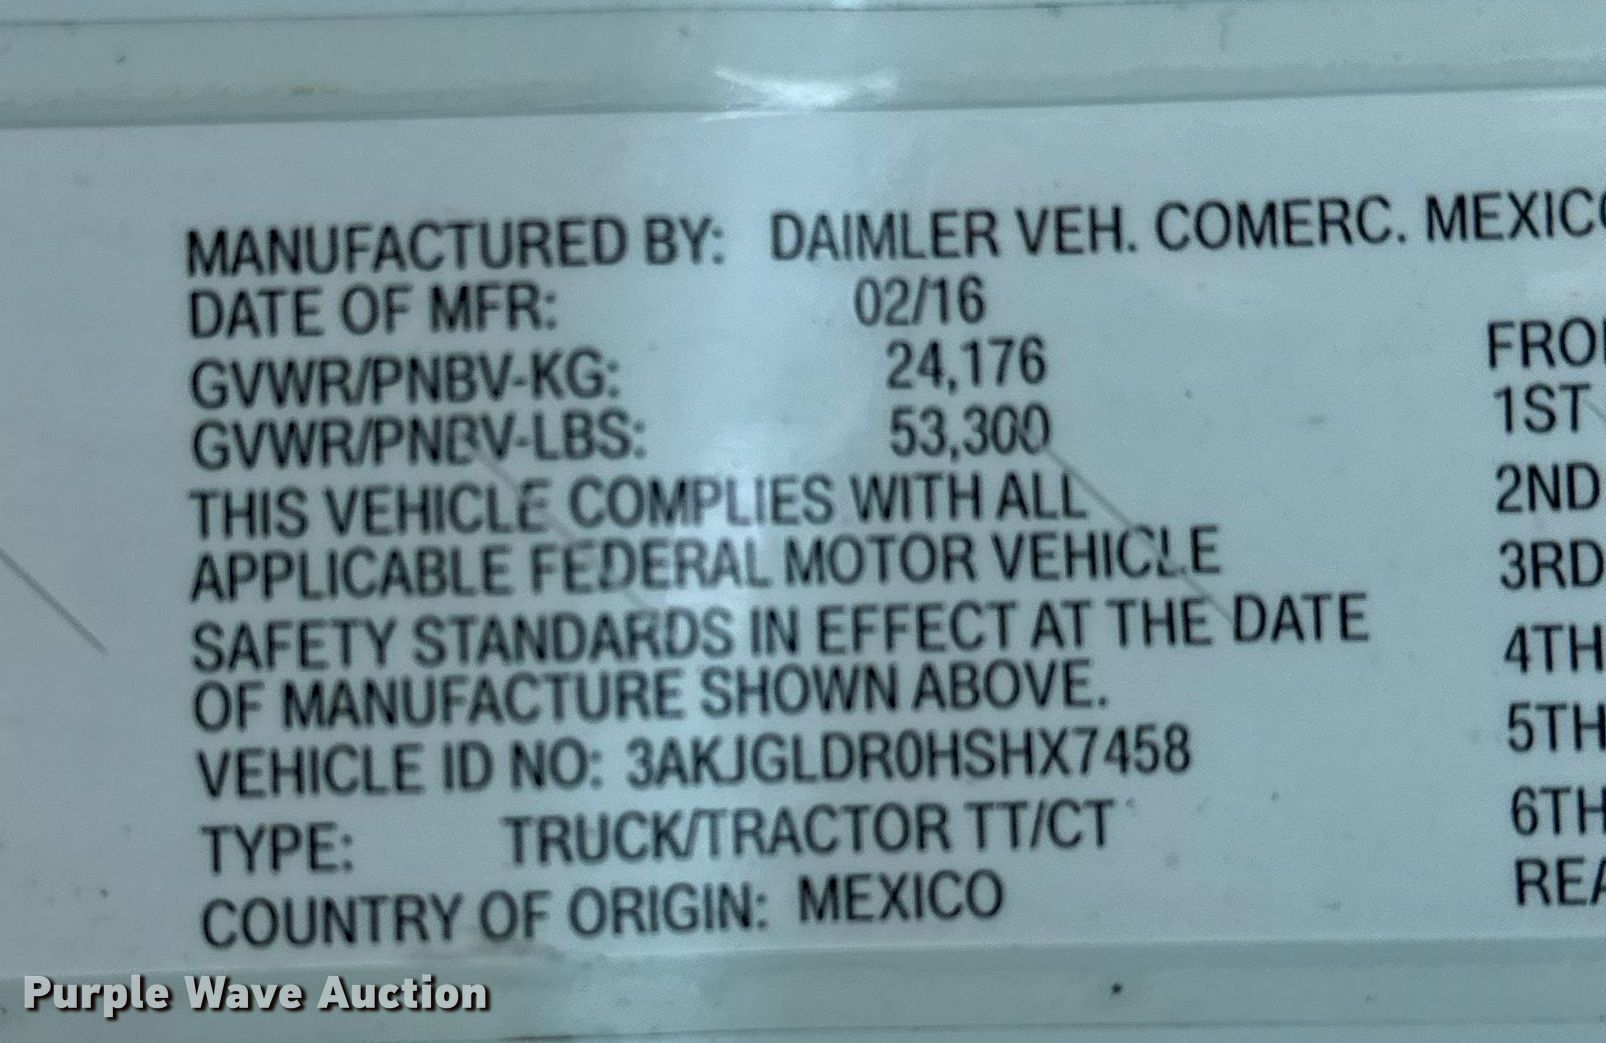 MANUFACTURED BY: DAIMLER VEH. COMERC. MEXICO
DATE OF MFR: 02/16
GVWR/PNBV-KG: 24,176
GVWR/PNBV-LBS: 53,300
THIS VEHICLE COMPLIES WITH ALL
APPLICABLE FEDERAL MOTOR VEHICLE
SAFETY STANDARDS IN EFFECT AT THE DATE
OF MANUFACTURE SHOWN ABOVE.
VEHICLE ID NO: 3AKJGLDR0HSHX7458
TYPE: TRUCK/TRACTOR TT/CT
COUNTRY OF ORIGIN: MEXICO
1ST
2ND
3RD
4TH
5TH
6TH
Purple Wave Auction